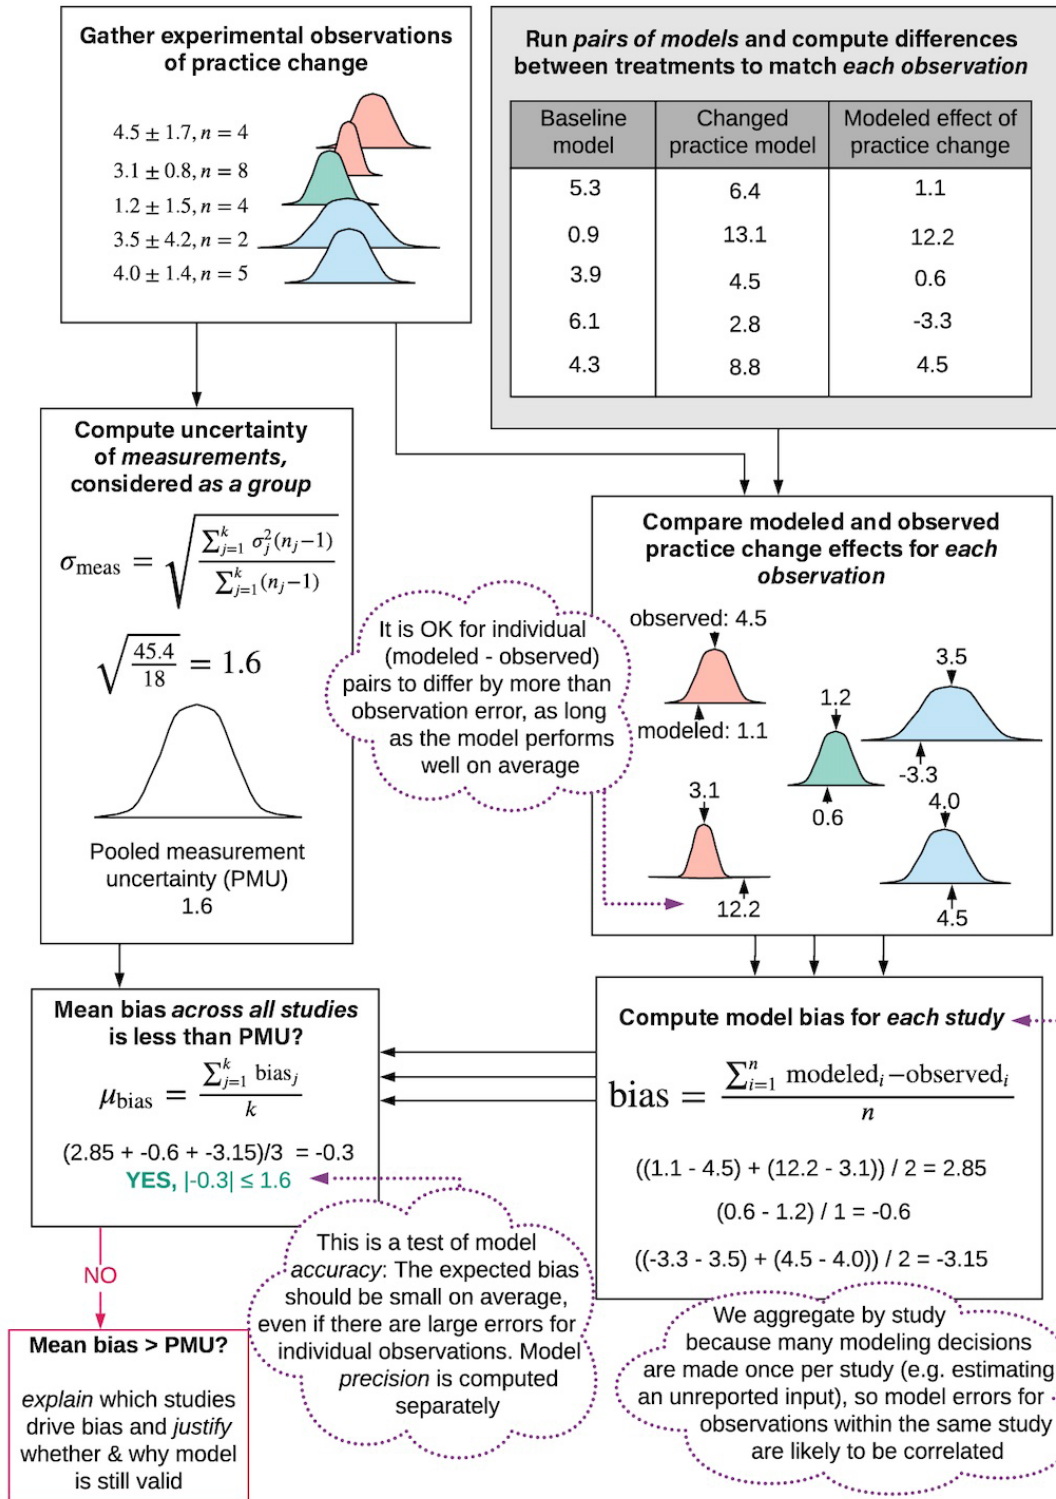 Gather experimental observations
of practice change
4.5 ± 1.7, n = 4
3.1 ± 0.8, n = 8
1.2 ± 1.5, n = 4
3.5 ± 4.2, n = 2
4.0 ± 1.4, n = 5
Run pairs of models and compute differences
between treatments to match each observation
Baseline model | Changed practice model | Modeled effect of practice change
5.3 6.4 1.1
0.9 13.1 12.2
3.9 4.5 0.6
6.1 2.8 -3.3
4.3 8.8 4.5
Compute uncertainty
of measurements,
considered as a group
σ_meas = √(∑_{j=1}^{k} σ_j^2(n_j−1) / ∑_{j=1}^{k}(n_j−1))
√(45.4/18) = 1.6
Pooled measurement
uncertainty (PMU)
1.6
Compare modeled and observed
practice change effects for each
observation
observed: 4.5
modeled: 1.1
3.5
-3.3
1.2
0.6
3.1
12.2
4.0
4.5
It is OK for individual
(modeled - observed)
pairs to differ by more than
observation error, as long
as the model performs
well on average
Mean bias across all studies
is less than PMU?
μ_bias = ∑_{j=1}^{k} bias_j / k
(2.85 + -0.6 + -3.15)/3 = -0.3
YES, |-0.3| ≤ 1.6
Compute model bias for each study
bias = ∑_{i=1}^{n} modeled_i−observed_i / n
((1.1 - 4.5) + (12.2 - 3.1)) / 2 = 2.85
(0.6 - 1.2) / 1 = -0.6
((-3.3 - 3.5) + (4.5 - 4.0)) / 2 = -3.15
NO
Mean bias > PMU?
explain which studies
drive bias and justify
whether & why model
is still valid
This is a test of model
accuracy: The expected bias
should be small on average,
even if there are large errors for
individual observations. Model
precision is computed
separately
We aggregate by study
because many modeling decisions
are made once per study (e.g. estimating
an unreported input), so model errors for
observations within the same study
are likely to be correlated